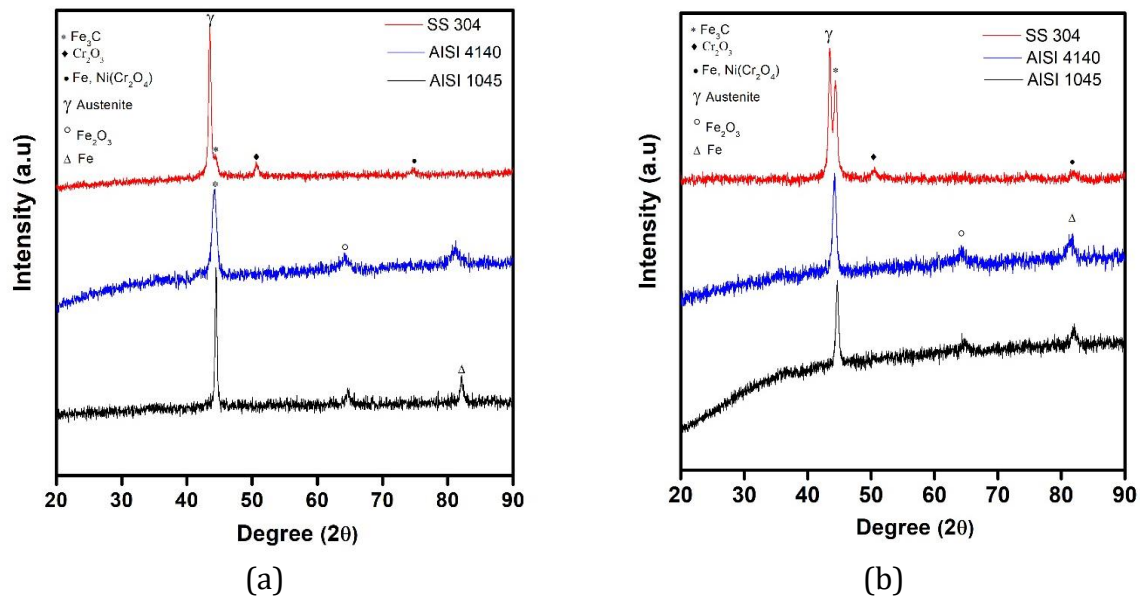 γ
* Fe₃C
♦ Cr₂O₃
• Fe, Ni(Cr₂O₄)
γ Austenite
○ Fe₂O₃
Δ Fe
SS 304
AISI 4140
AISI 1045
*
♦
•
*
○
Δ
Intensity (a.u)
20 30 40 50 60 70 80 90
Degree (2θ)
(a)
* Fe₃C
♦ Cr₂O₃
• Fe, Ni(Cr₂O₄)
γ Austenite
○ Fe₂O₃
Δ Fe
γ
SS 304
AISI 4140
AISI 1045
*
♦
•
○
Δ
Intensity (a.u)
20 30 40 50 60 70 80 90
Degree (2θ)
(b)